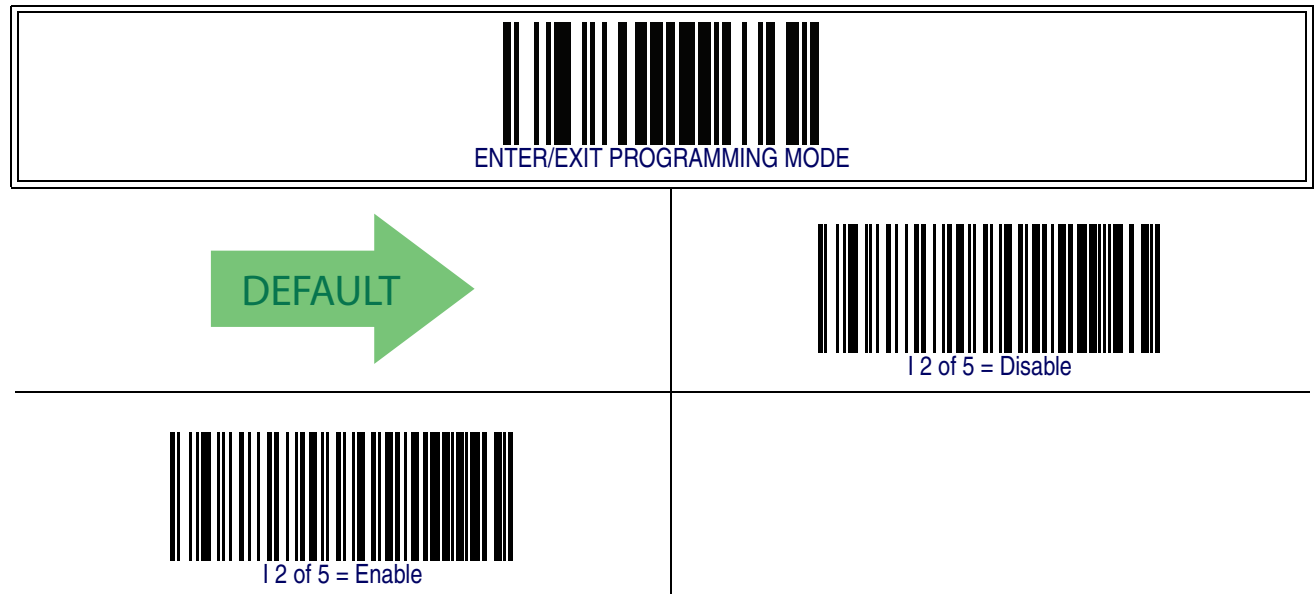 ENTER/EXIT PROGRAMMING MODE
DEFAULT
I 2 of 5 = Disable
I 2 of 5 = Enable